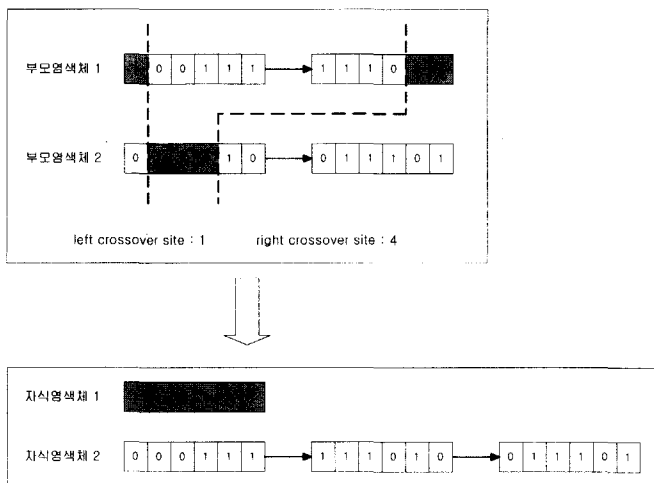 부모염색체 1 0 0 1 1 1 1 1 1 0
부모염색체 2 0 1 0 0 1 1 1 0 1
left crossover site : 1 right crossover site : 4
자식염색체 1
자식염색체 2 0 0 0 1 1 1 1 1 1 0 1 0 0 1 1 1 0 1